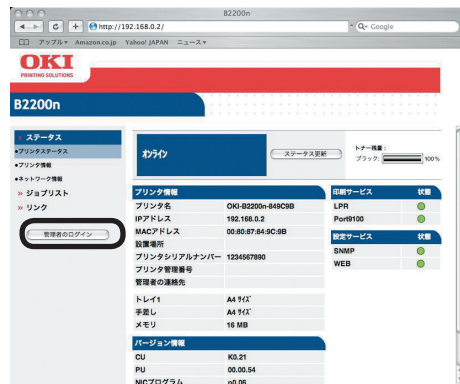 B2200n
http://192.168.0.2/
Google
アップル Amazon.co.jp Yahoo! JAPAN ニュース
OKI
PRINTING SOLUTIONS
B2200n
ステータス
プリンタステータス
プリンタ情報
ネットワーク情報
ジョブリスト
リンク
管理者のログイン
オンライン
ステータス更新
トナー残量:
ブラック: 100%
プリンタ情報
プリンタ名 OKI-B2200n-849C9B
IPアドレス 192.168.0.2
MACアドレス 00:80:87:84:9C:9B
設置場所
プリンタシリアルナンバー 1234567890
プリンタ管理番号
管理者の連絡先
トレイ1 A4 サイズ
手差し A4 サイズ
メモリ 16 MB
バージョン情報
CU K0.21
PU 00.00.54
NICプログラム n0.06
印刷サービス 状態
LPR
Port9100
設定サービス 状態
SNMP
WEB